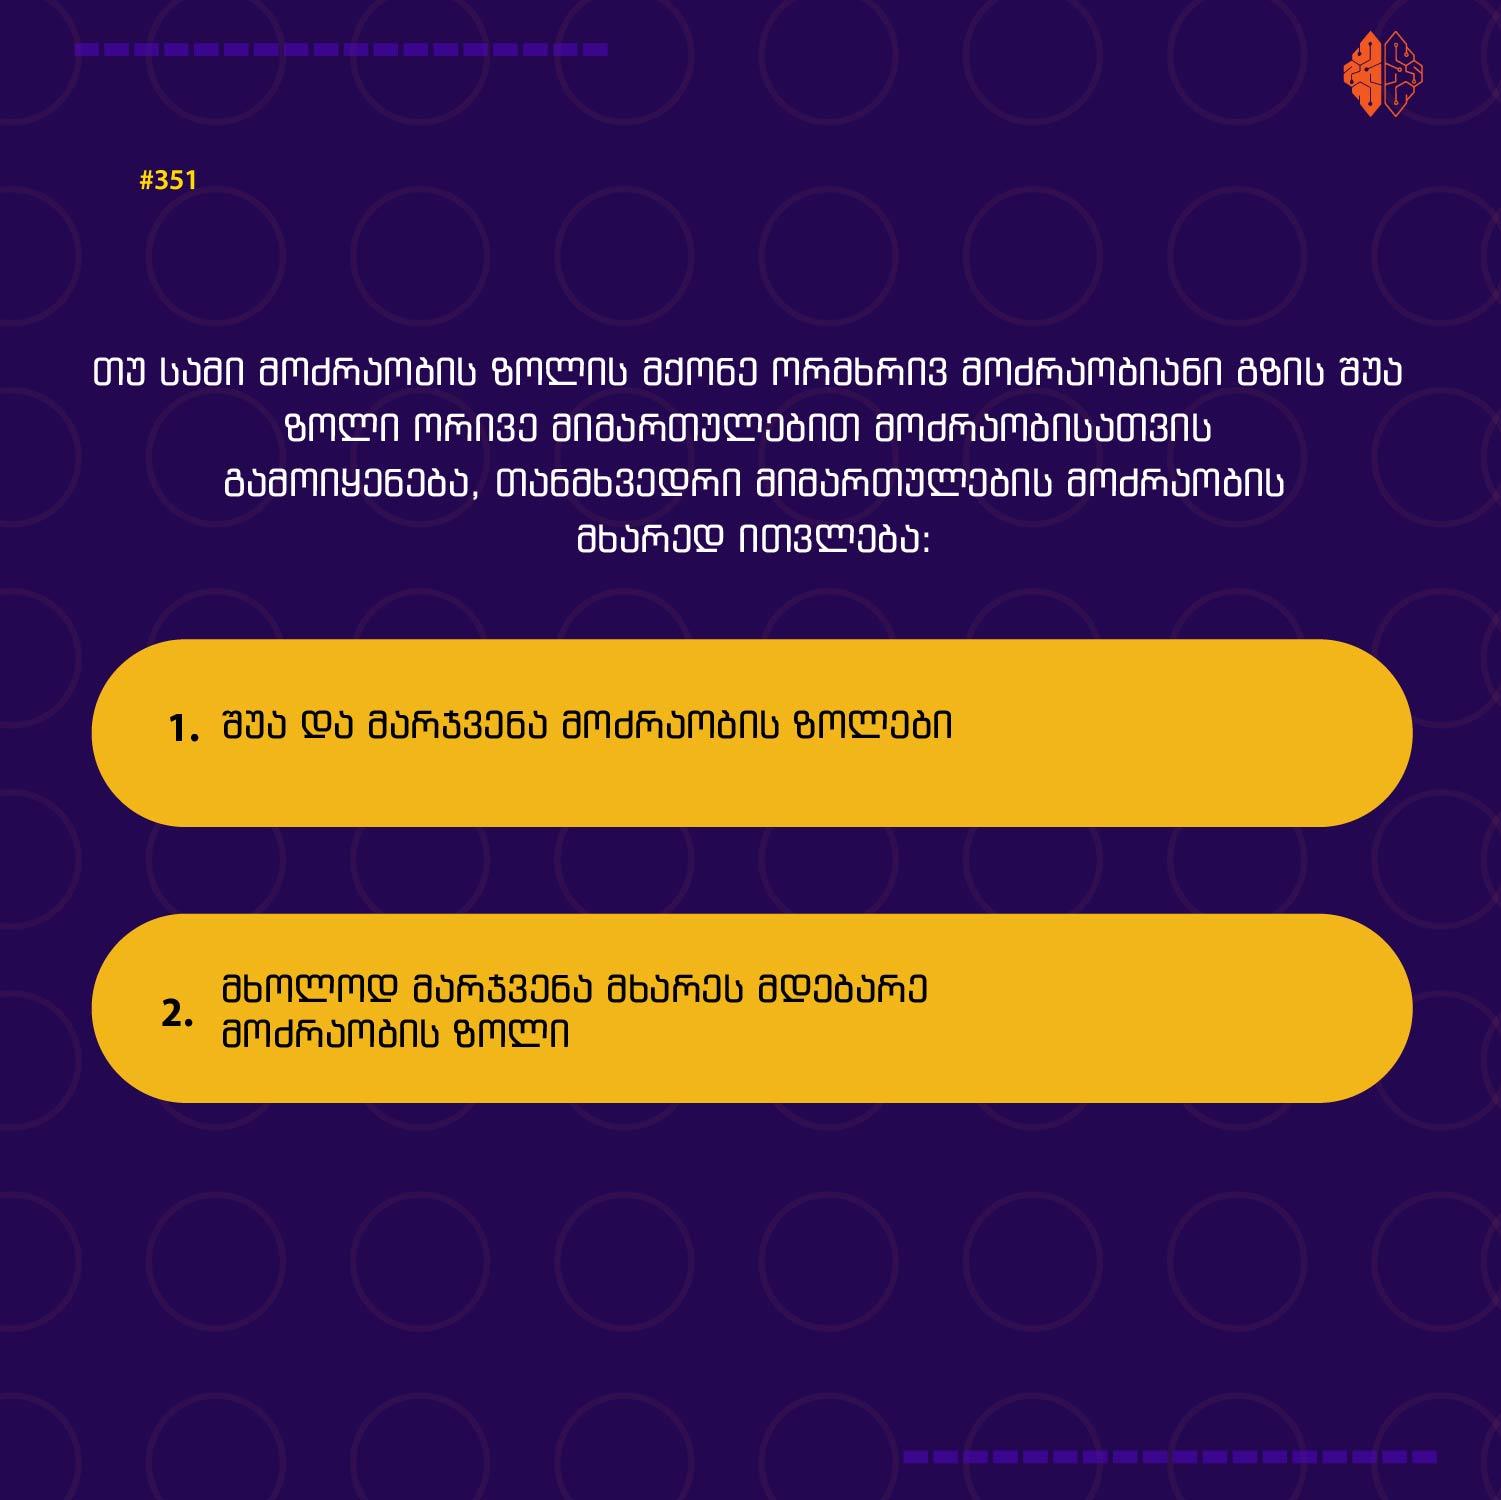 #351
თუ სამი მოძრაობის ზოლის მქონე ორმხრივ მოძრაობიანი გზის შუა
ზოლი ორივე მიმართულებით მოძრაობისათვის
გამოიყენება, თანმხვედრი მიმართულების მოძრაობის
მხარედ ითვლება:
1. შუა და მარჯვენა მოძრაობის ზოლები
2. მხოლოდ მარჯვენა მხარეს მდებარე
მოძრაობის ზოლი